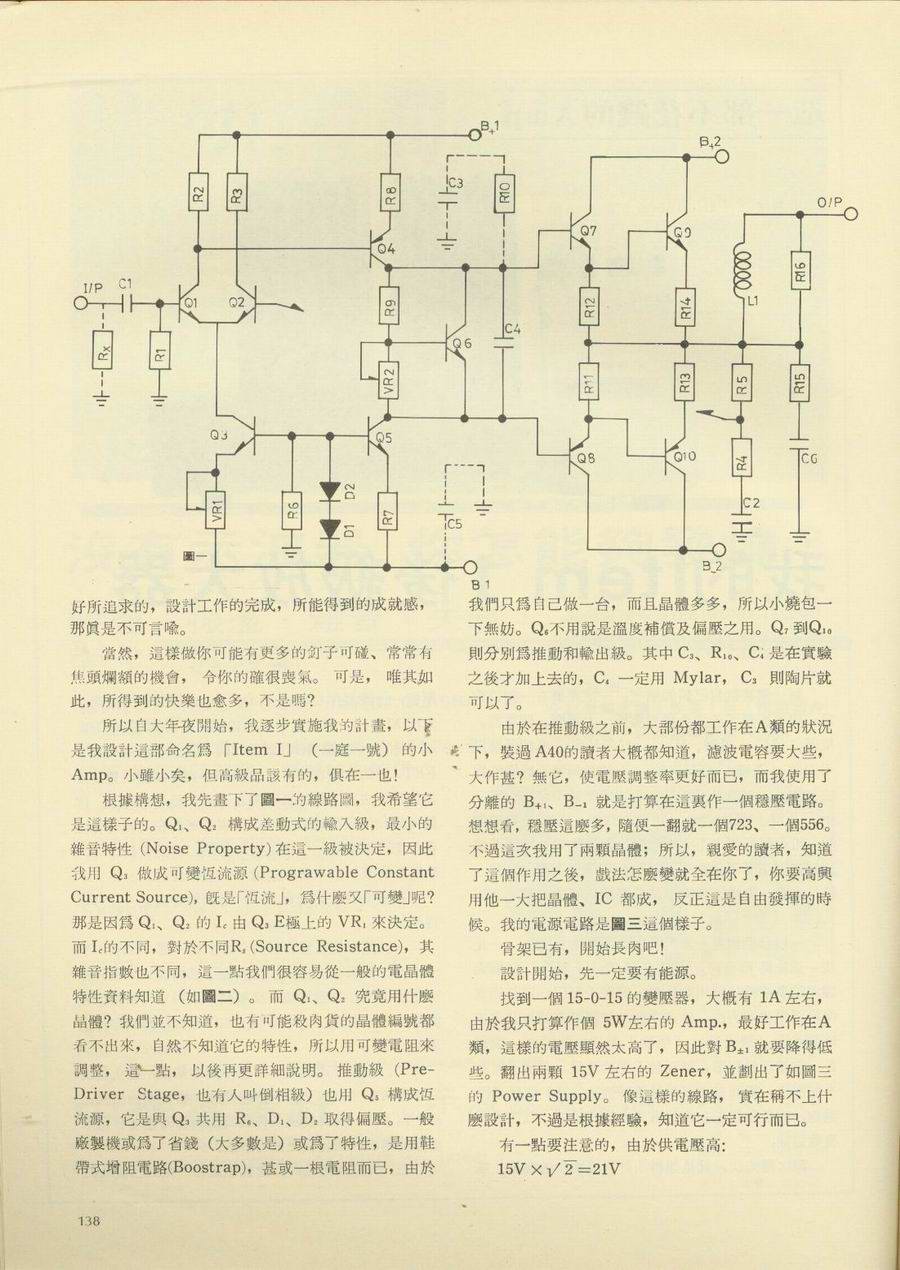 B+1
B+2
O/P
R2
R3
R8
C3
R10
Q4
Q7
Q9
I/P
C1
Q1
Q2
R9
R12
R14
L1
R16
Rx
R1
Q6
C4
VR2
R11
R13
R5
R15
Q3
Q5
Q8
Q10
R4
C6
VR1
R6
D2
D1
R7
C5
C2
圖一
B 1
B-2
好所追求的，設計工作的完成，所能得到的成就感，
那眞是不可言喩。
當然，這樣做你可能有更多的釘子可碰、常常有
焦頭爛額的機會， 令你的確很喪氣。 可是， 唯其如
此，所得到的快樂也愈多，不是嗎？
所以自大年夜開始，我逐步實施我的計畫，以下
是我設計這部命名爲「Item I」（一庭一號）的小
Amp。小雖小矣，但高級品該有的，俱在一也！
根據構想，我先畫下了圖一的線路圖，我希望它
是這樣子的。Q₁、Q₂ 構成差動式的輸入級，最小的
雜音特性 (Noise Property) 在這一級被決定，因此
我用 Q₃ 做成可變恆流源 (Prograwable Constant
Current Source)，旣是「恆流」，爲什麼又「可變」呢？
那是因爲 Q₁、Q₂ 的 I꜀ 由 Q₃ E極上的 VR₁ 來決定。
而 I꜀的不同，對於不同Rₛ (Source Resistance)，其
雜音指數也不同，這一點我們很容易從一般的電晶體
特性資料知道 （如圖二）。 而 Q₁、Q₂ 究竟用什麼
晶體？我們並不知道，也有可能殺肉貨的晶體編號都
看不出來，自然不知道它的特性，所以用可變電阻來
調整， 這一點， 以後再更詳細說明。 推動級 (Pre-
Driver Stage，也有人叫倒相級）也用 Q₅ 構成恆
流源，它是與 Q₃ 共用 R₆、D₁、D₂ 取得偏壓。一般
廠製機或爲了省錢（大多數是）或爲了特性，是用鞋
帶式增阻電路(Boostrap)，甚或一根電阻而已，由於
我們只爲自己做一台，而且晶體多多，所以小燒包一
下無妨。Q₆不用說是溫度補償及偏壓之用。Q₇ 到Q₁₀
則分別爲推動和輸出級。其中 C₃、R₁₀、C₄ 是在實驗
之後才加上去的，C₄ 一定用 Mylar， C₃ 則陶片就
可以了。
由於在推動級之前，大部份都工作在A類的狀況
下，裝過 A40的讀者大概都知道，濾波電容要大些，
大作甚？無它，使電壓調整率更好而已，而我使用了
分離的 B₊₁、B₋₁ 就是打算在這裏作一個穩壓電路。
想想看，穩壓這麼多，隨便一翻就一個723、一個556。
不過這次我用了兩顆晶體；所以，親愛的讀者，知道
了這個作用之後，戲法怎麼變就全在你了，你要高興
用他一大把晶體、IC 都成， 反正這是自由發揮的時
候。我的電源電路是圖三這個樣子。
骨架已有，開始長肉吧！
設計開始，先一定要有能源。
找到一個 15-0-15 的變壓器，大概有 1A 左右，
由於我只打算作個 5W左右的 Amp.，最好工作在A
類，這樣的電壓顯然太高了，因此對 B±₁ 就要降得低
些。翻出兩顆 15V 左右的 Zener，並劃出了如圖三
的 Power Supply。 像這樣的線路， 實在稱不上什
麼設計，不過是根據經驗，知道它一定可行而已。
有一點要注意的，由於供電壓高：
15V × √2 =21V
138